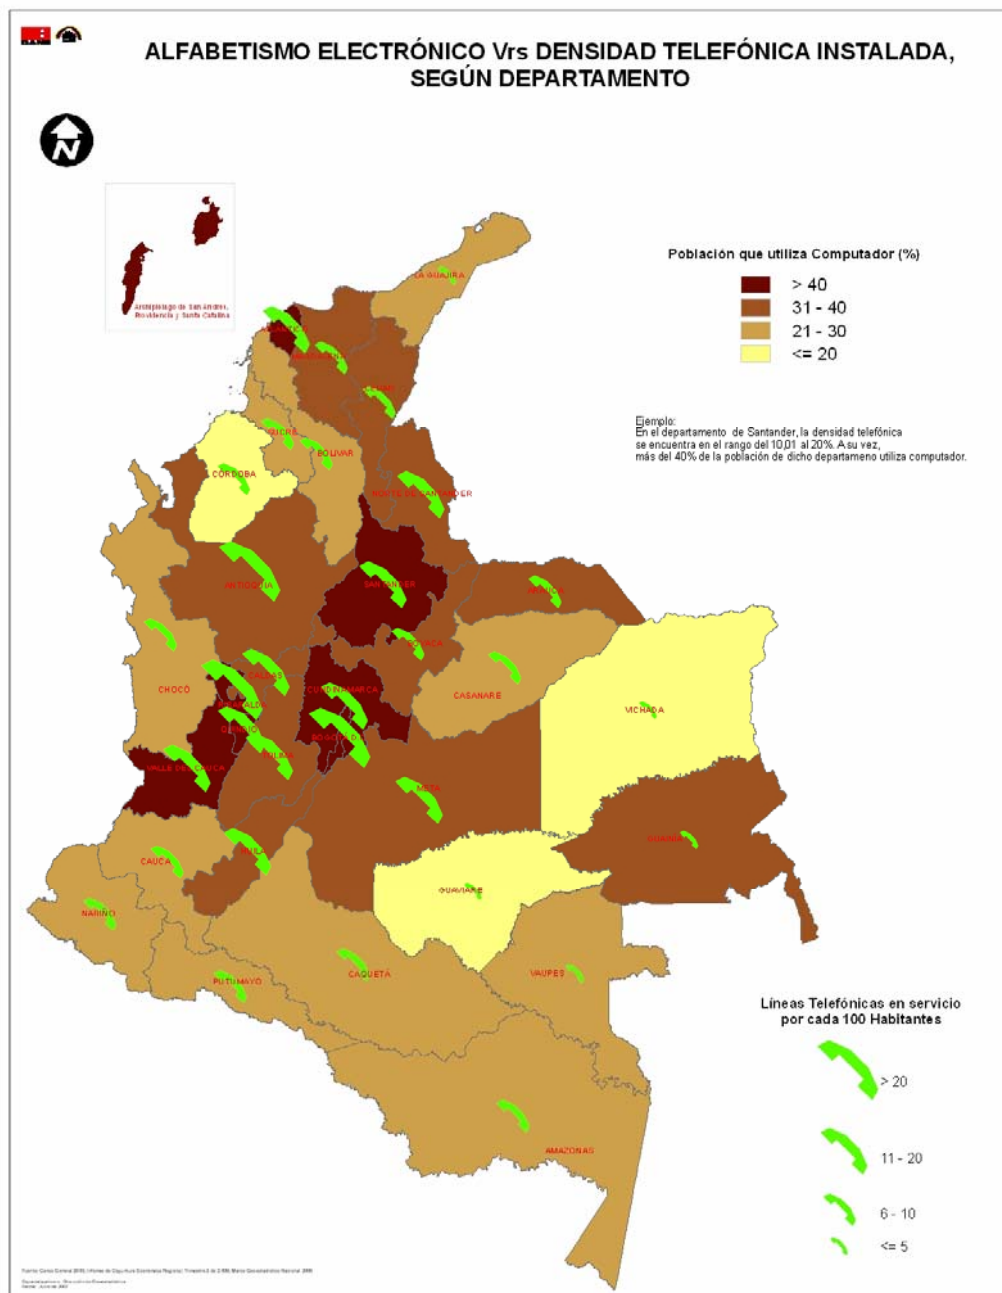 ALFABETISMO ELECTRÓNICO Vrs DENSIDAD TELEFÓNICA INSTALADA,
SEGÚN DEPARTAMENTO
N
Archipielago de San Andres,
Providencia y Santa Catalina
LA GUAJIRA
Población que utiliza Computador (%)
> 40
31 - 40
21 - 30
<= 20
Ejemplo:
En el departamento de Santander, la densidad telefónica
se encuentra en el rango del 10,01 al 20%. A su vez,
más del 40% de la población de dicho departameno utiliza computador.
SUCRE
BOLIVAR
CORDOBA
NORTE DE SANTANDER
ANTIOQUIA
SANTANDER
ARAUCA
BOYACA
CHOCÓ
CALDAS
CUNDINAMARCA
CASANARE
VICHADA
BOGOTA D.C
VALLE DEL CAUCA
META
CAUCA
HUILA
GUAVIARE
NARIÑO
PUTUMAYO
CAQUETÁ
VAUPES
AMAZONAS
Líneas Telefónicas en servicio
por cada 100 Habitantes
> 20
11 - 20
6 - 10
<= 5